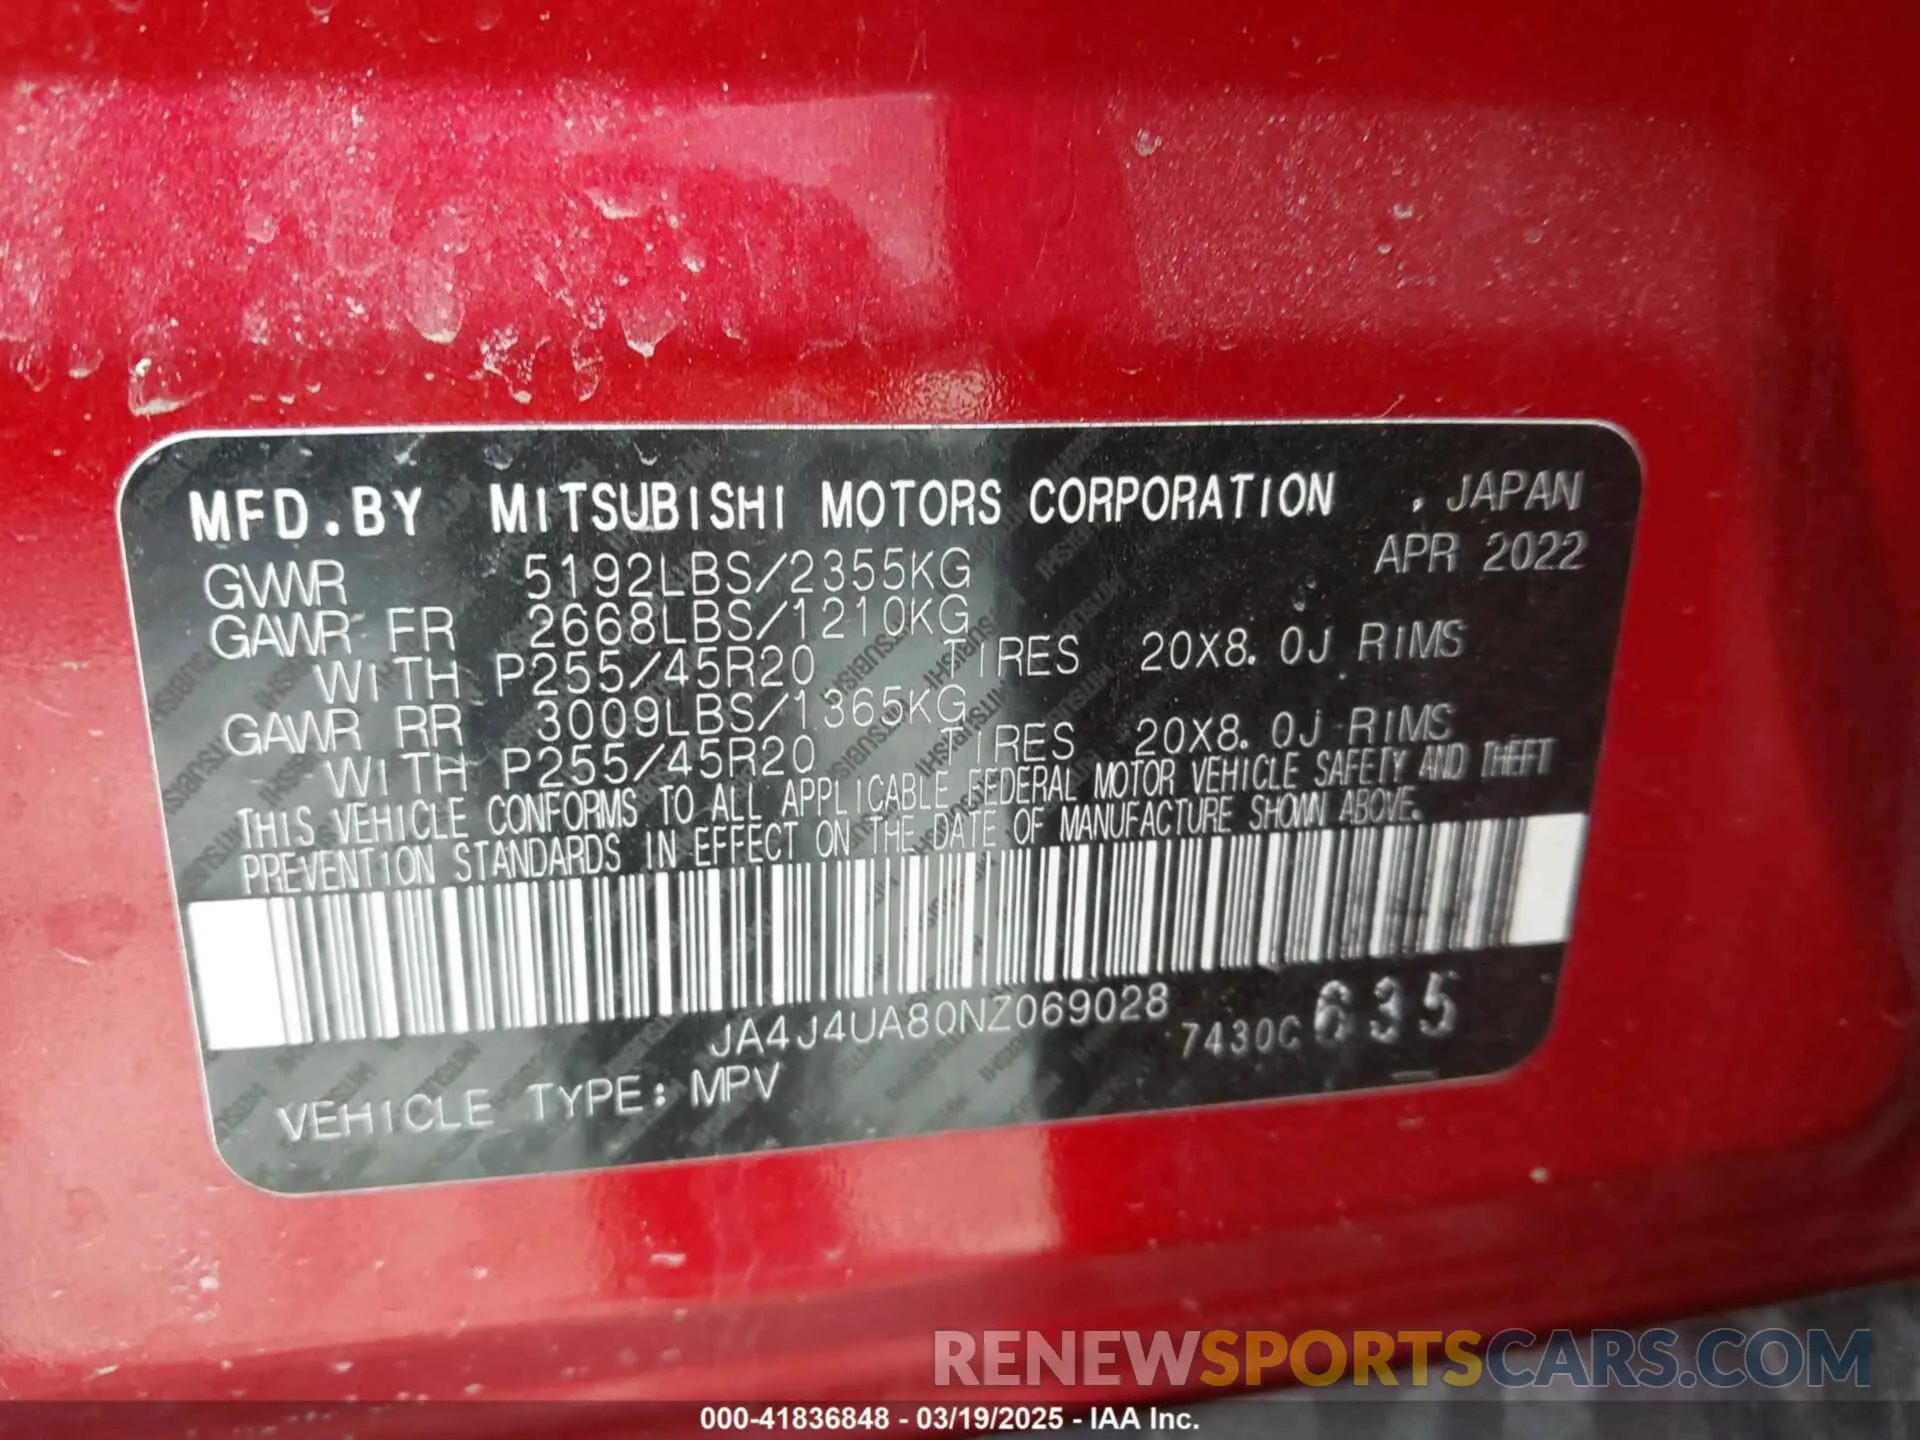 MFD.BY MITSUBISHI MOTORS CORPORATION , JAPAN
GVWR 5192LBS/2355KG APR 2022
GAWR FR 2668LBS/1210KG
WITH P255/45R20 TIRES 20X8.0J RIMS
GAWR RR 3009LBS/1365KG
WITH P255/45R20 TIRES 20X8.0J RIMS
THIS VEHICLE CONFORMS TO ALL APPLICABLE FEDERAL MOTOR VEHICLE SAFETY AND THEFT
PREVENTION STANDARDS IN EFFECT ON THE DATE OF MANUFACTURE SHOWN ABOVE.
JA4J4UA80NZ069028 7430C 635
VEHICLE TYPE: MPV
RENEWSPORTSCARS.COM
000-41836848 - 03/19/2025 - IAA Inc.